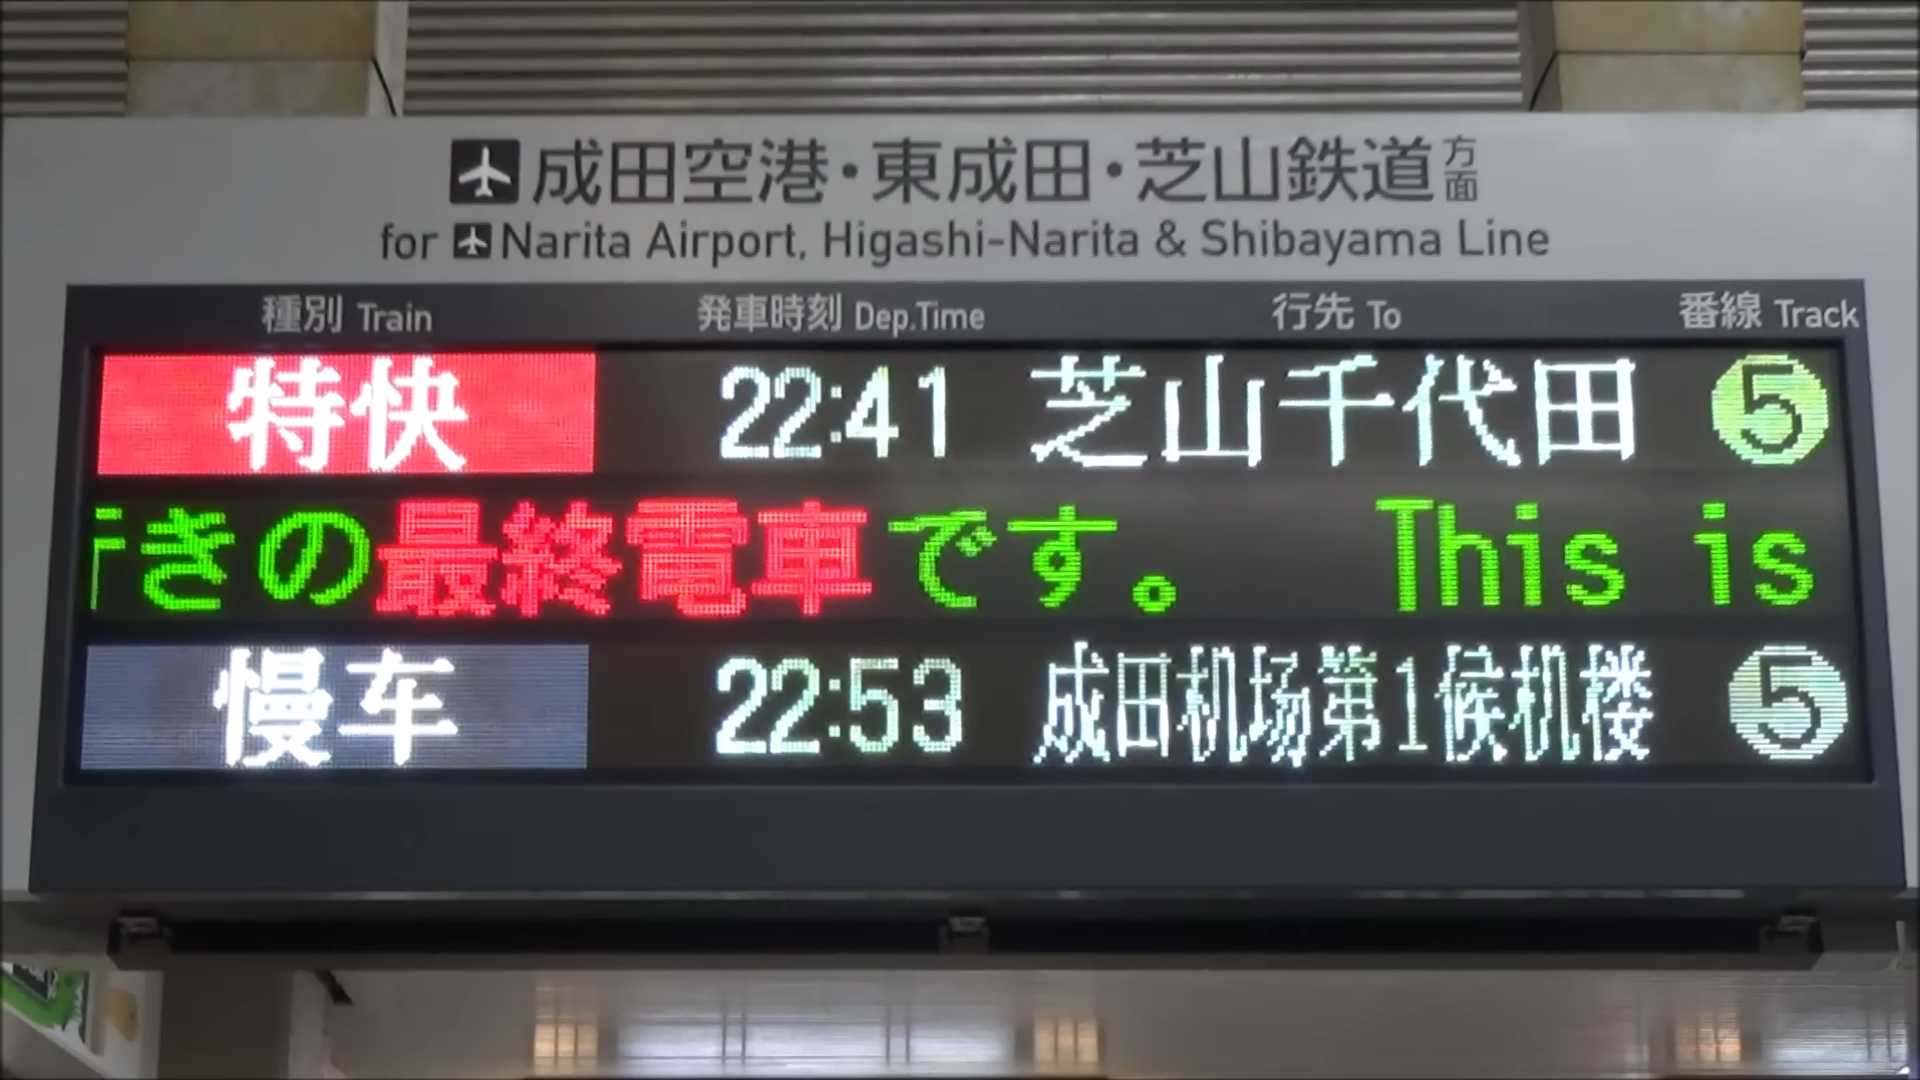 成田空港・東成田・芝山鉄道方面
for Narita Airport, Higashi-Narita & Shibayama Line
種別 Train 発車時刻 Dep.Time 行先 To 番線 Track
特快 22:41 芝山千代田 5
きの最終電車です。 This is
慢车 22:53 成田机场第1候机楼 5